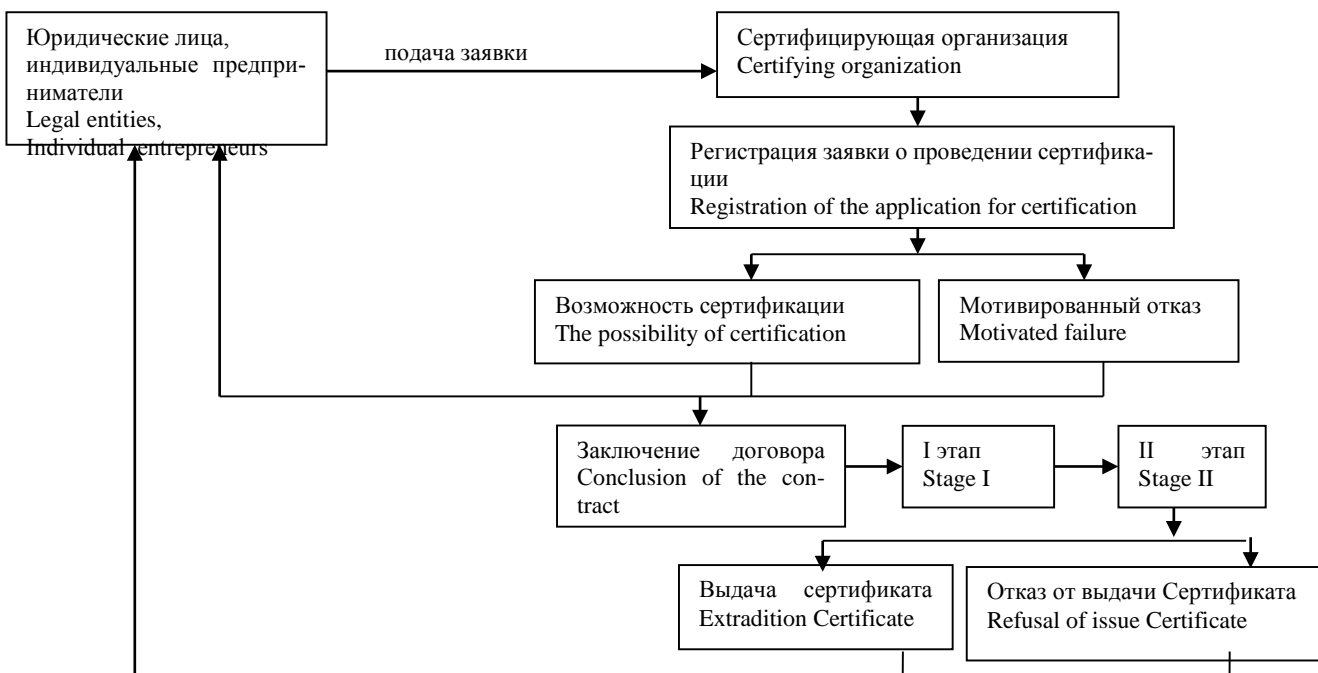 Юридические лица,
индивидуальные предпри-
ниматели
Legal entities,
Individual entrepreneurs
подача заявки
Сертифицирующая организация
Certifying organization
Регистрация заявки о проведении сертифика-
ции
Registration of the application for certification
Возможность сертификации
The possibility of certification
Мотивированный отказ
Motivated failure
Заключение договора
Conclusion of the con-
tract
I этап
Stage I
II этап
Stage II
Выдача сертификата
Extradition Certificate
Отказ от выдачи Сертификата
Refusal of issue Certificate